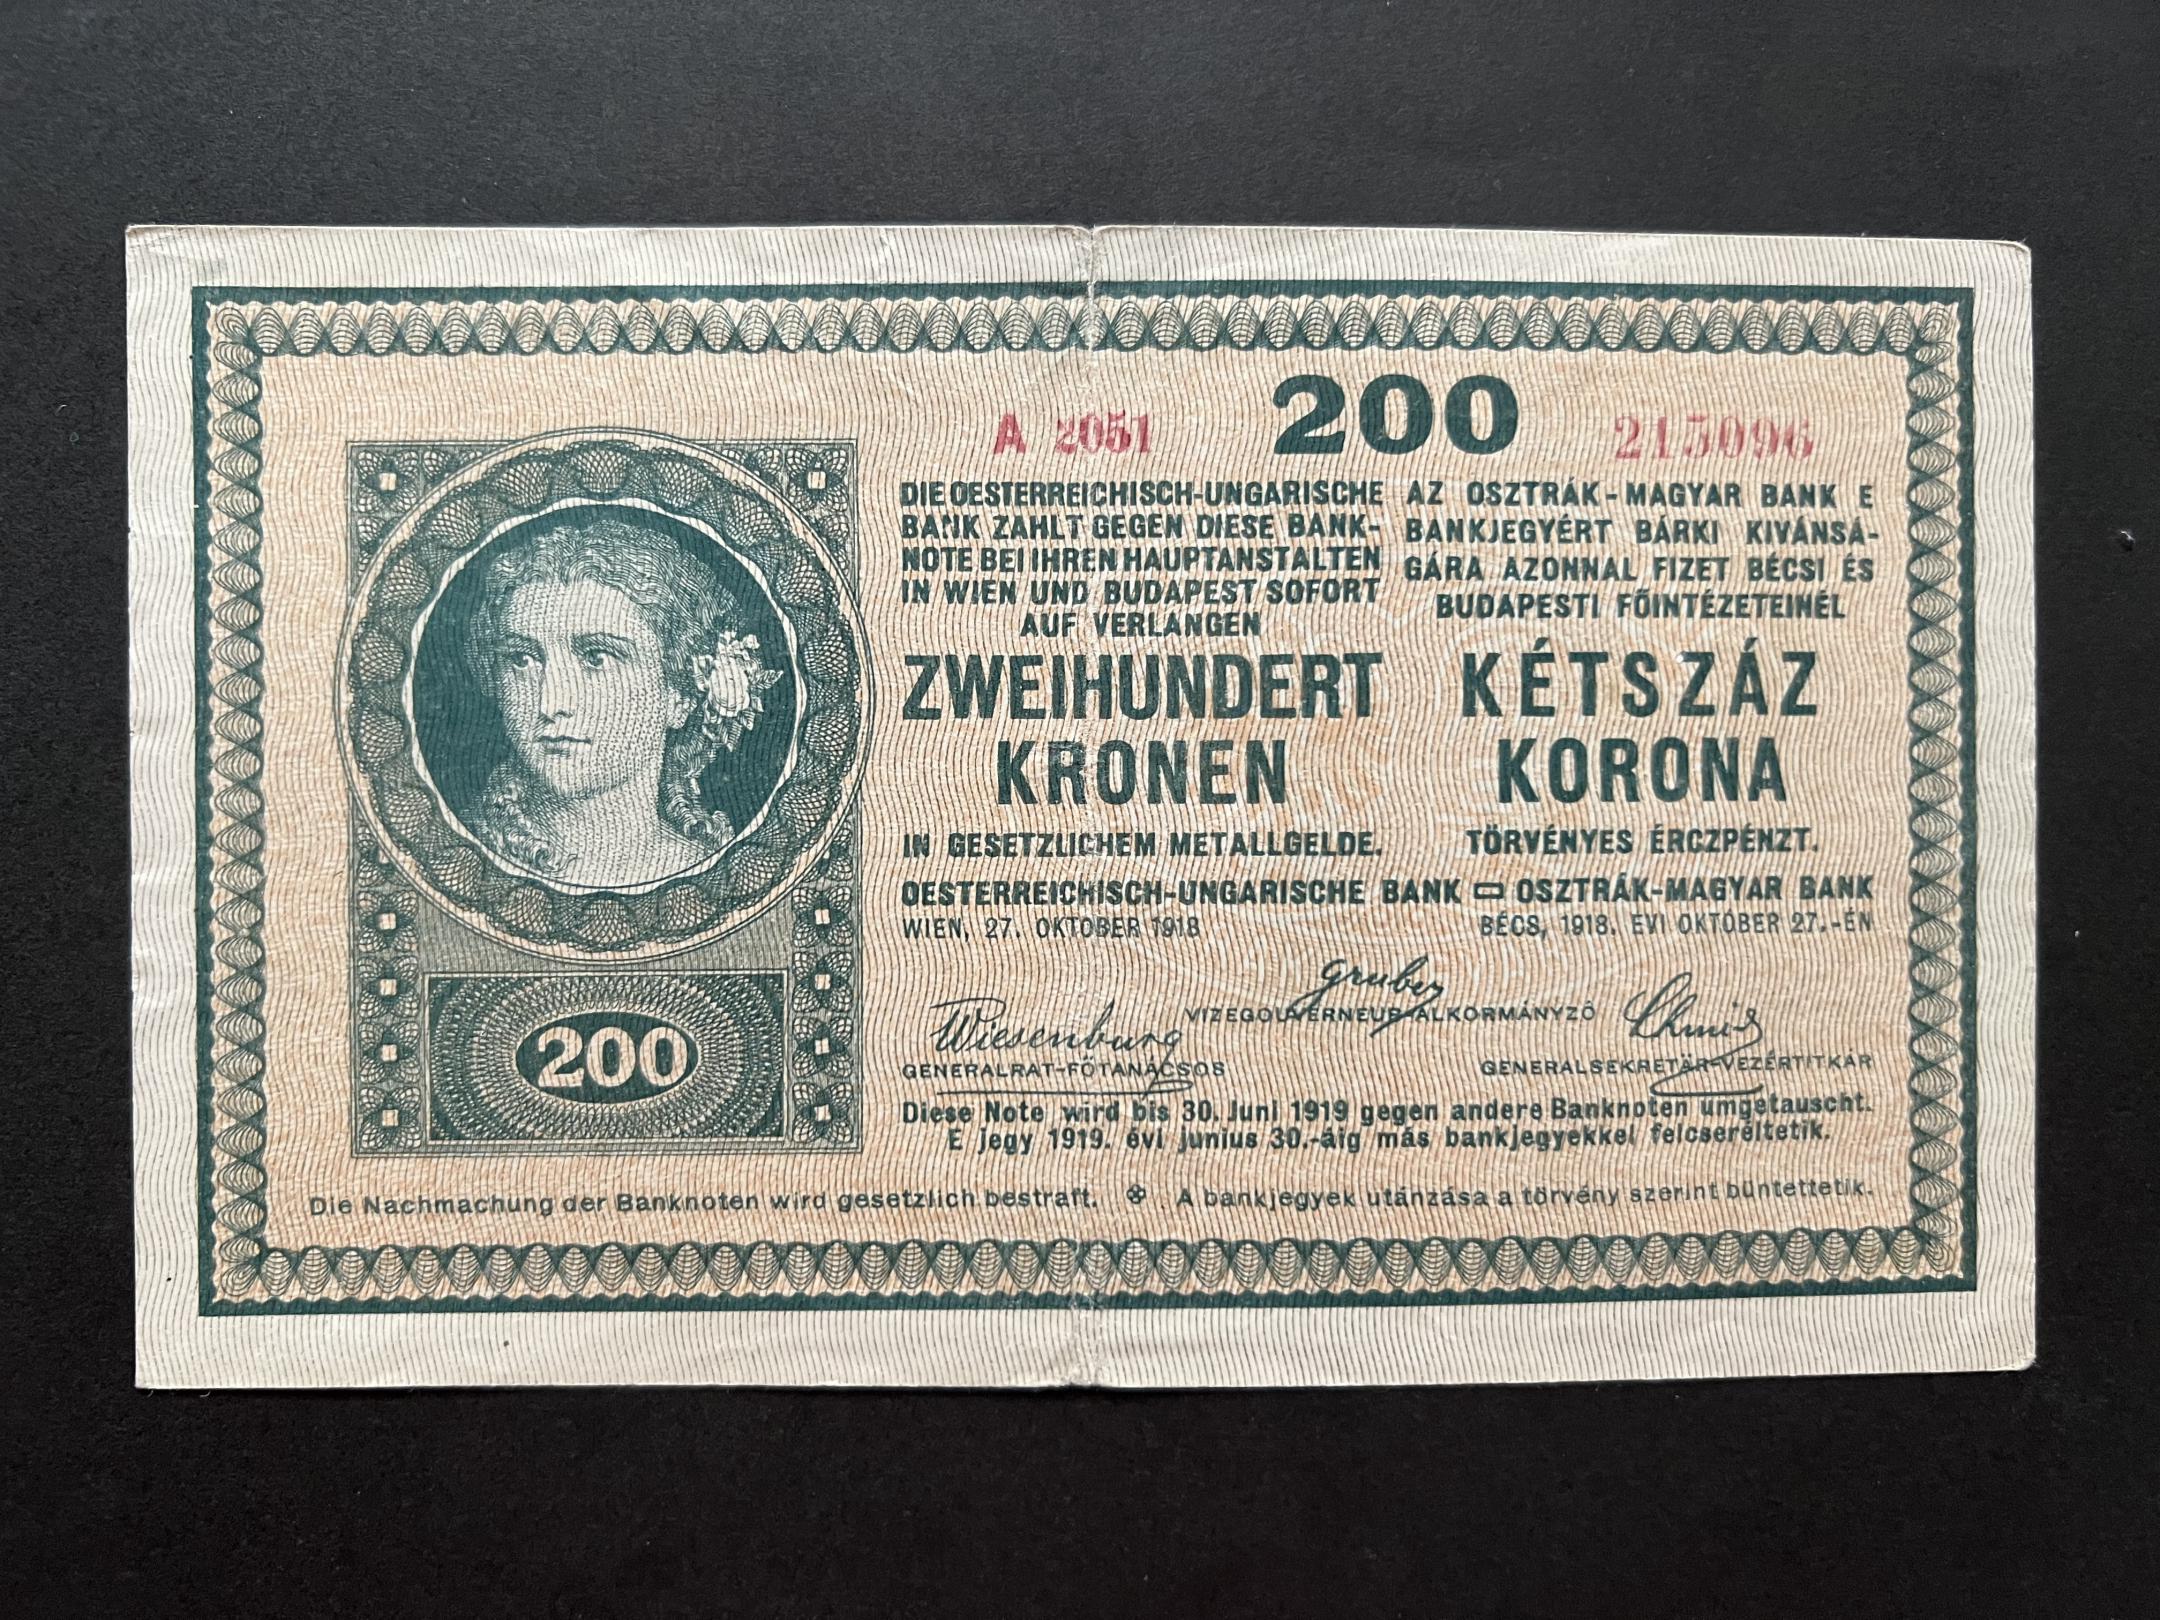 A 2051 200 215096
DIE OESTERREICHISCH-UNGARISCHE
BANK ZAHLT GEGEN DIESE BANK-
NOTE BEI IHREN HAUPTANSTALTEN
IN WIEN UND BUDAPEST SOFORT
AUF VERLANGEN
ZWEIHUNDERT
KRONEN
IN GESETZLICHEM METALLGELDE.
AZ OSZTRÁK-MAGYAR BANK E
BANKJEGYÉRT BÁRKI KIVÁNSÁ-
GÁRA AZONNAL FIZET BÉCSI ÉS
BUDAPESTI FŐINTÉZETEINÉL
KÉTSZÁZ
KORONA
TÖRVÉNYES ÉRCZPÉNZT.
OESTERREICHISCH-UNGARISCHE BANK ▭ OSZTRÁK-MAGYAR BANK
WIEN, 27. OKTOBER 1918
BÉCS, 1918. EVI OKTÓBER 27.-ÉN
Gruber
VIZEGOUVERNEUR-ALKORMÁNYZÓ
Wiesenburg
GENERALRAT-FŐTANÁCSOS
Schmid
GENERALSEKRETÄR-VEZÉRTITKÁR
Diese Note wird bis 30. Juni 1919 gegen andere Banknoten umgetauscht.
E jegy 1919. évi junius 30.-áig más bankjegyekkel felcseréltetik.
200
Die Nachmachung der Banknoten wird gesetzlich bestraft. A bankjegyek utánzása a törvény szerint büntettetik.